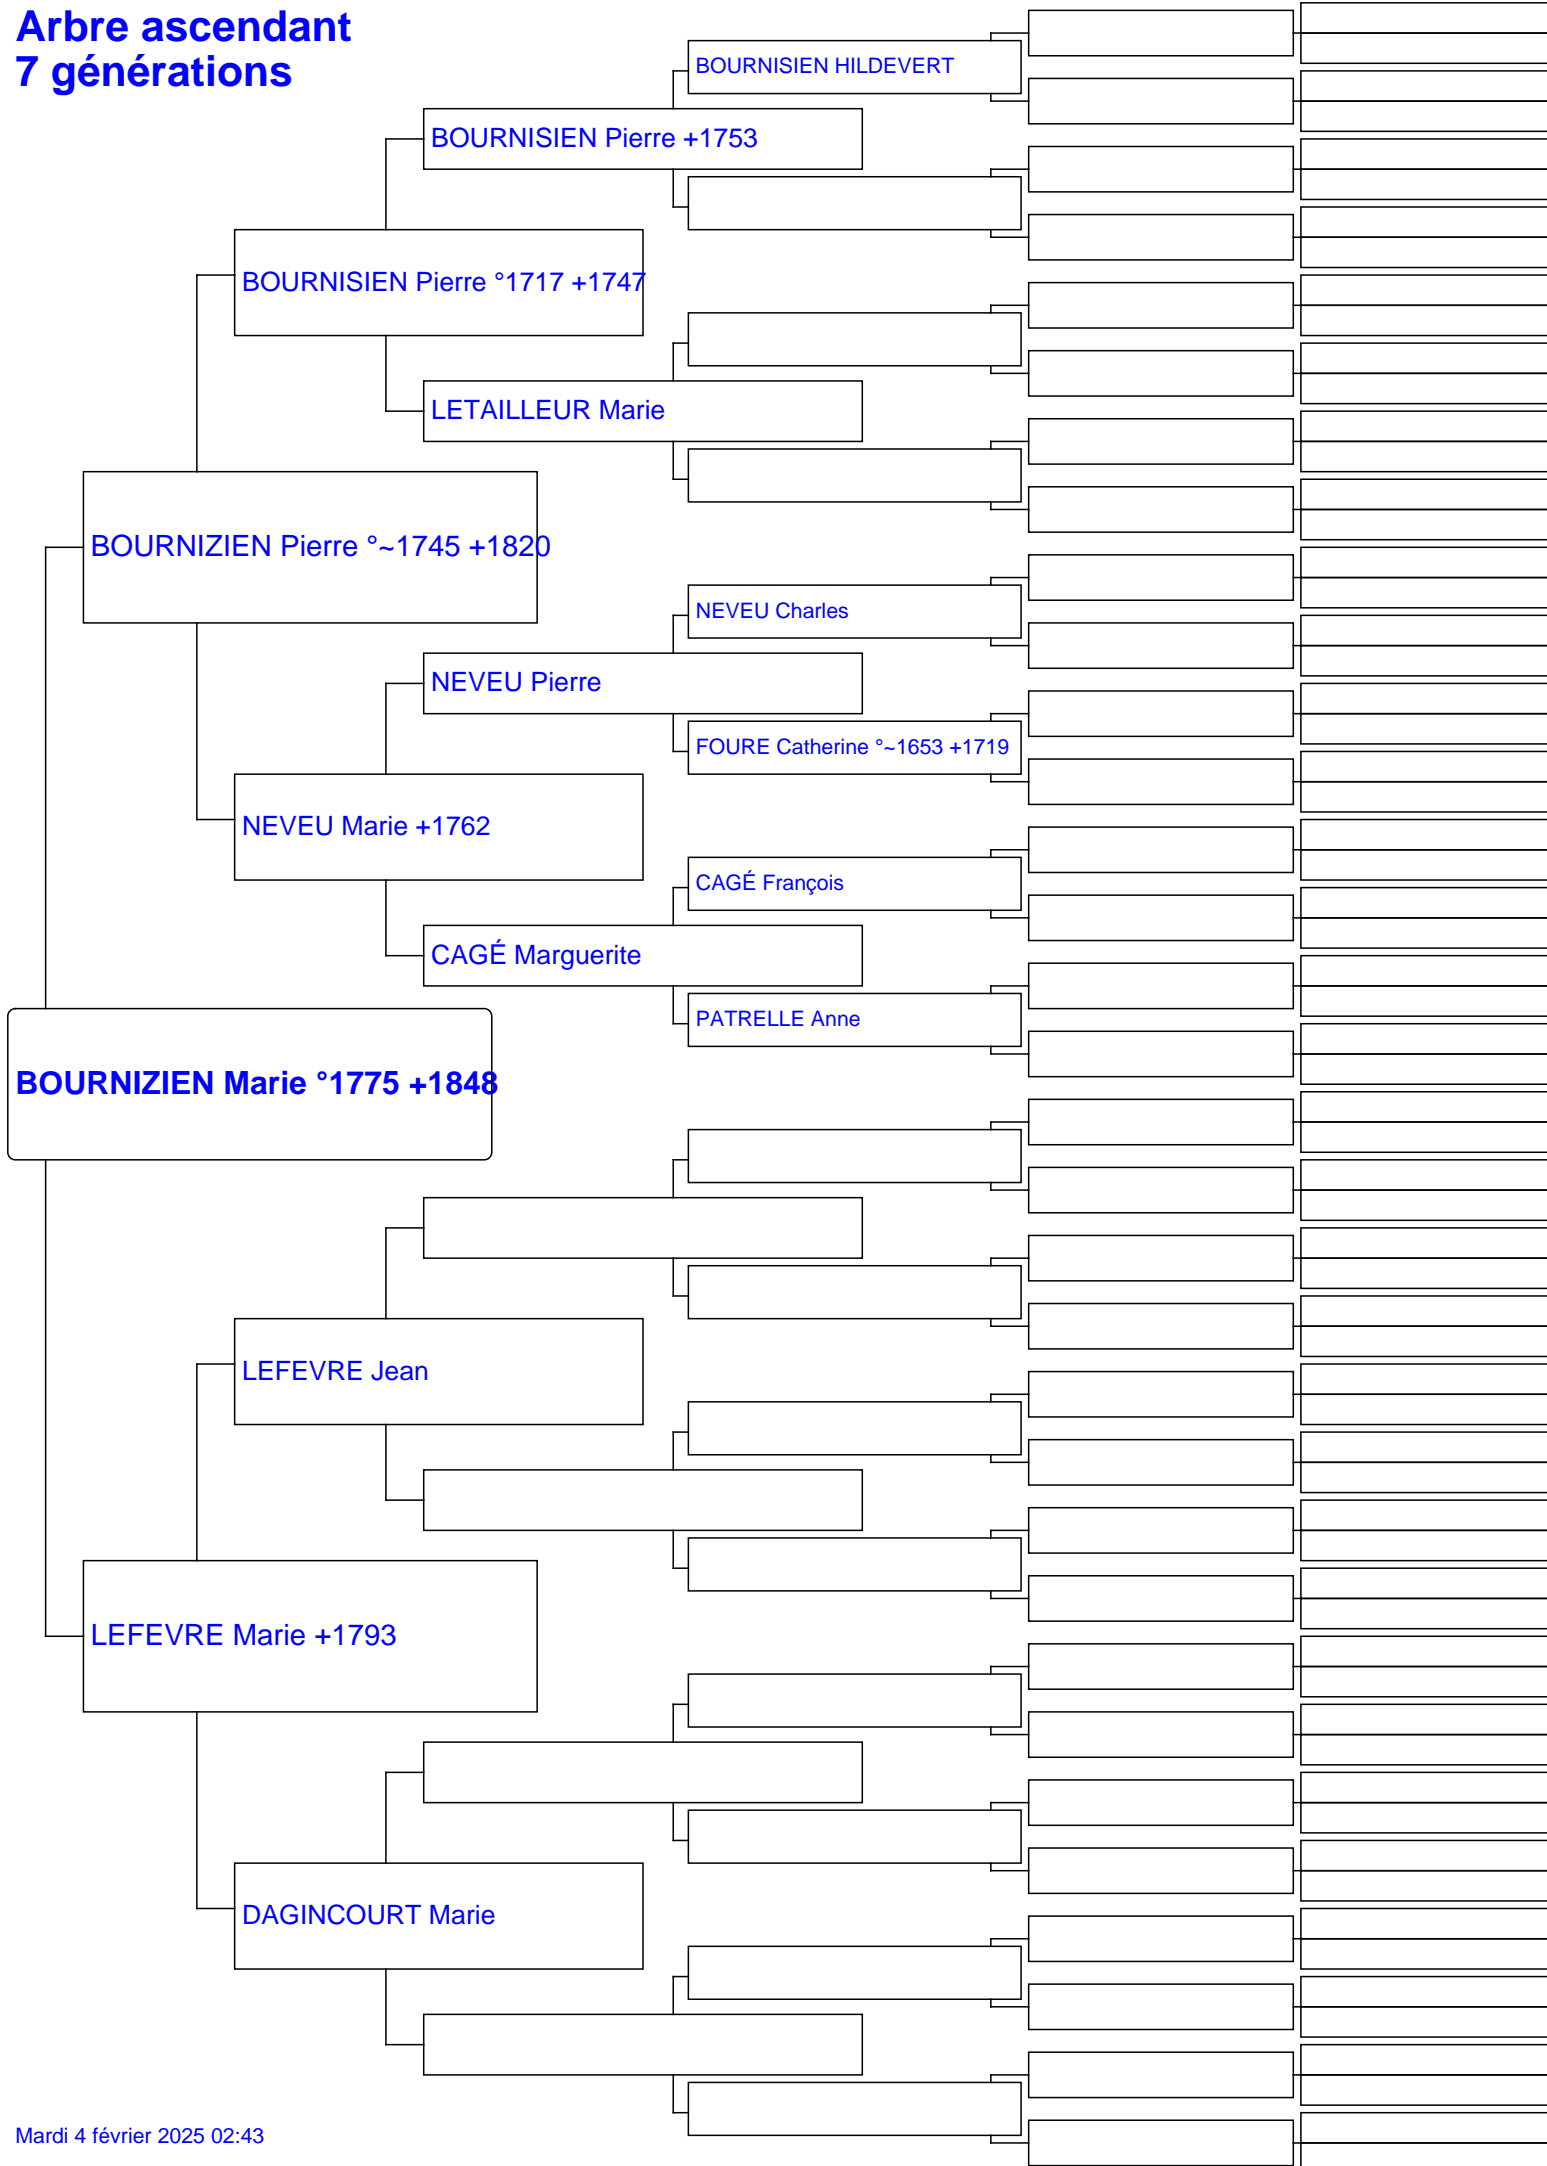 Arbre ascendant
7 générations
BOURNISIEN HILDEVERT
BOURNISIEN Pierre +1753
BOURNISIEN Pierre °1717 +1747
LETAILLEUR Marie
BOURNIZIEN Pierre °~1745 +1820
NEVEU Charles
NEVEU Pierre
FOURE Catherine °~1653 +1719
NEVEU Marie +1762
CAGÉ François
CAGÉ Marguerite
PATRELLE Anne
BOURNIZIEN Marie °1775 +1848
LEFEVRE Jean
LEFEVRE Marie +1793
DAGINCOURT Marie
Mardi 4 février 2025 02:43